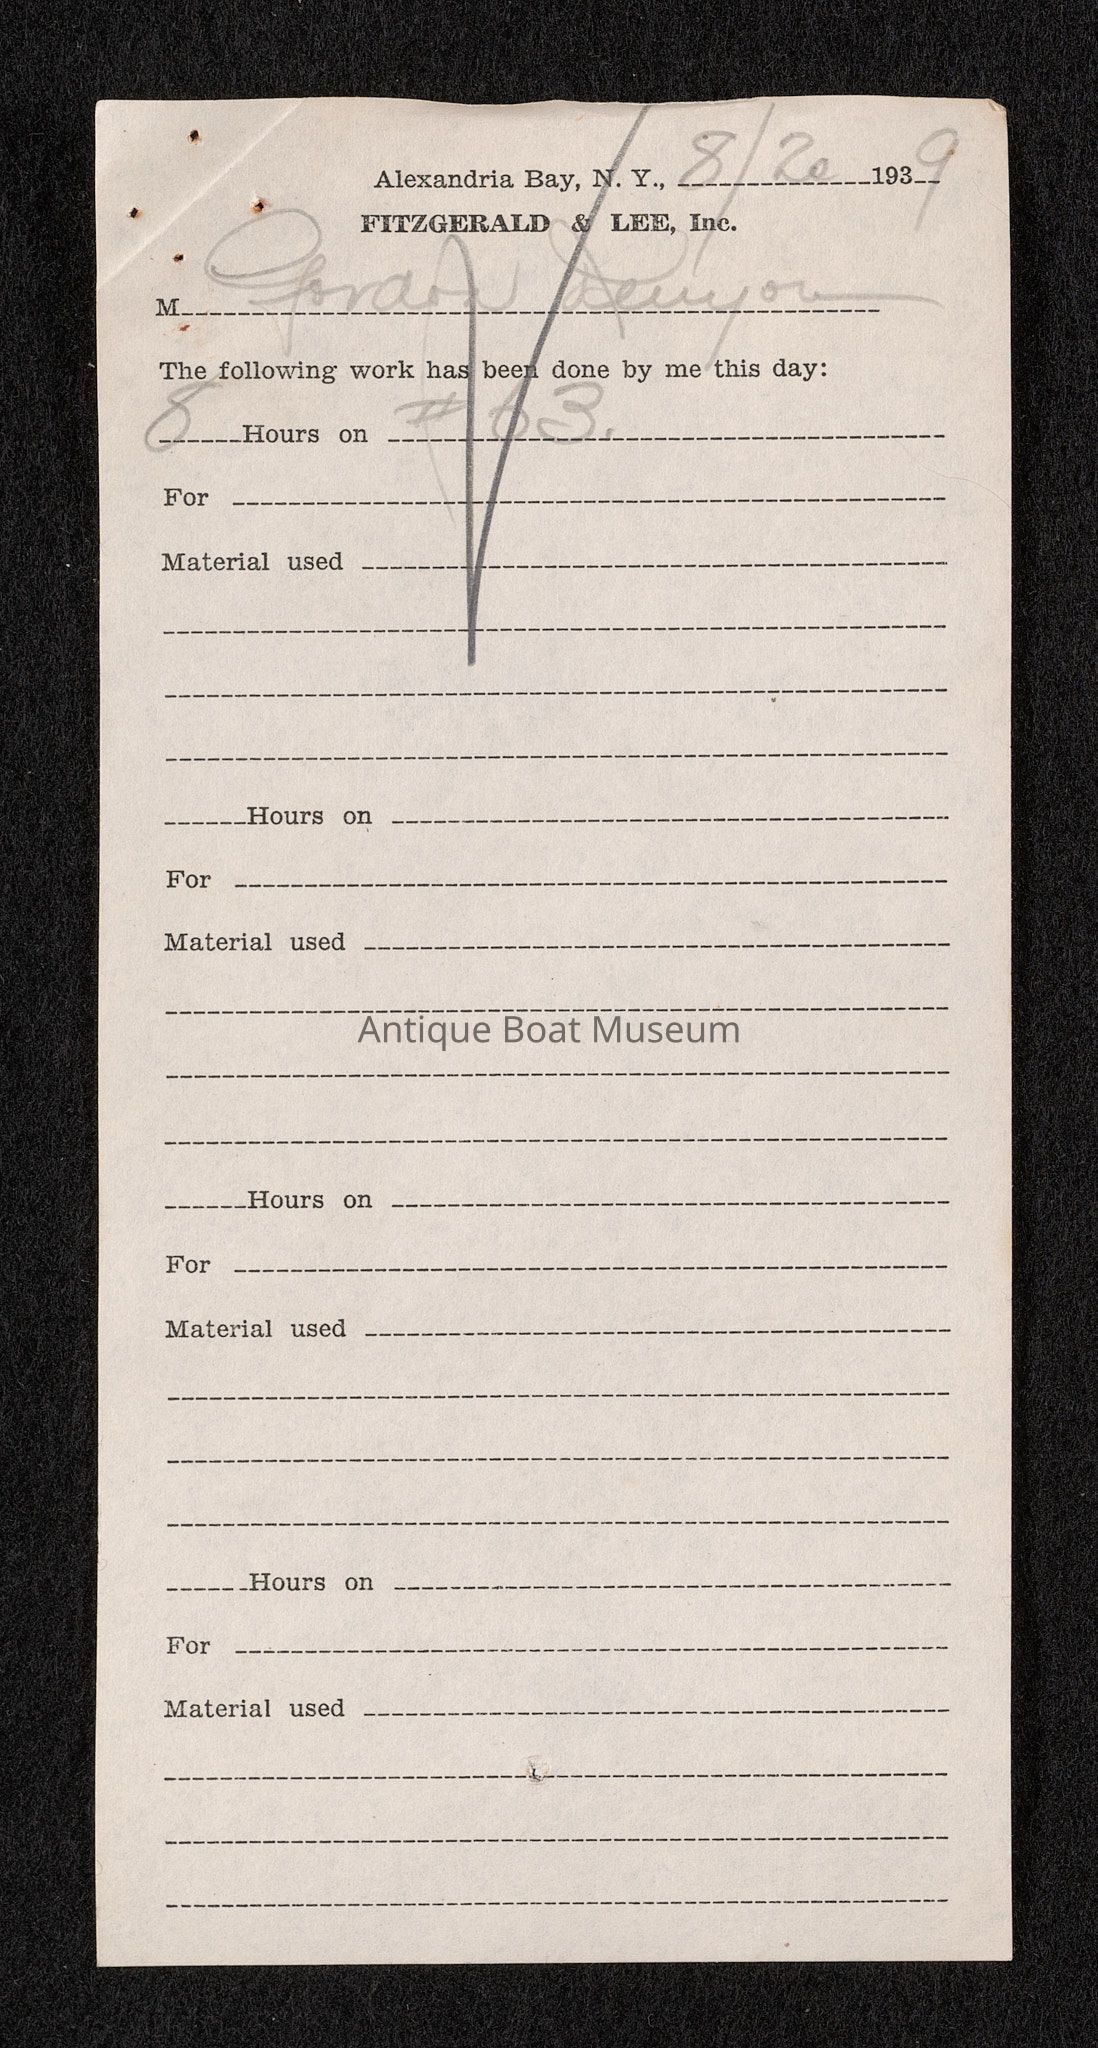 Alexandria Bay, N. Y., 8/20 1939
FITZGERALD & LEE, Inc.
M Gordon Kenyon
The following work has been done by me this day:
8 Hours on # 63.
For
Material used
Hours on
For
Material used
Antique Boat Museum
Hours on
For
Material used
Hours on
For
Material used